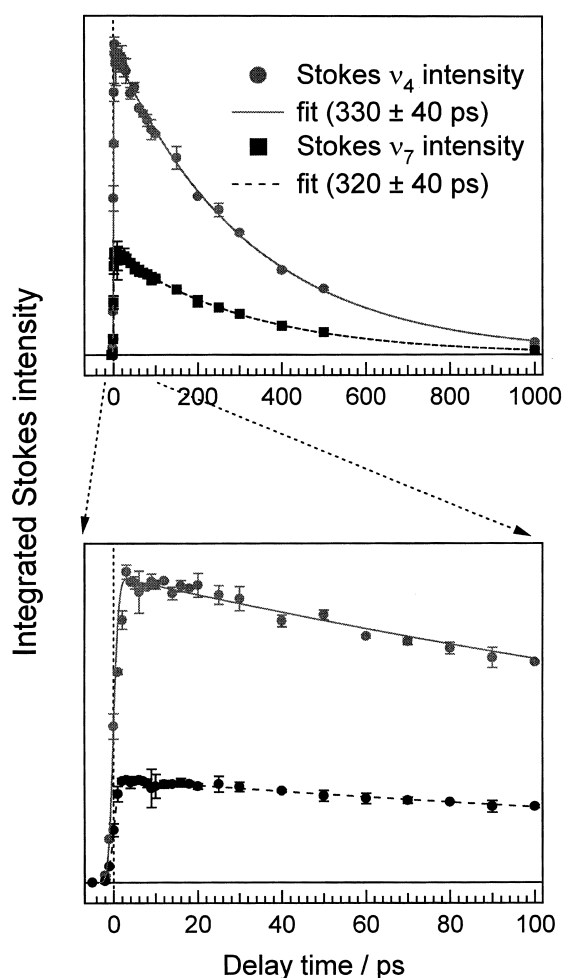 Stokes ν4 intensity
fit (330 ± 40 ps)
Stokes ν7 intensity
fit (320 ± 40 ps)
Integrated Stokes intensity
0 200 400 600 800 1000
0 20 40 60 80 100
Delay time / ps